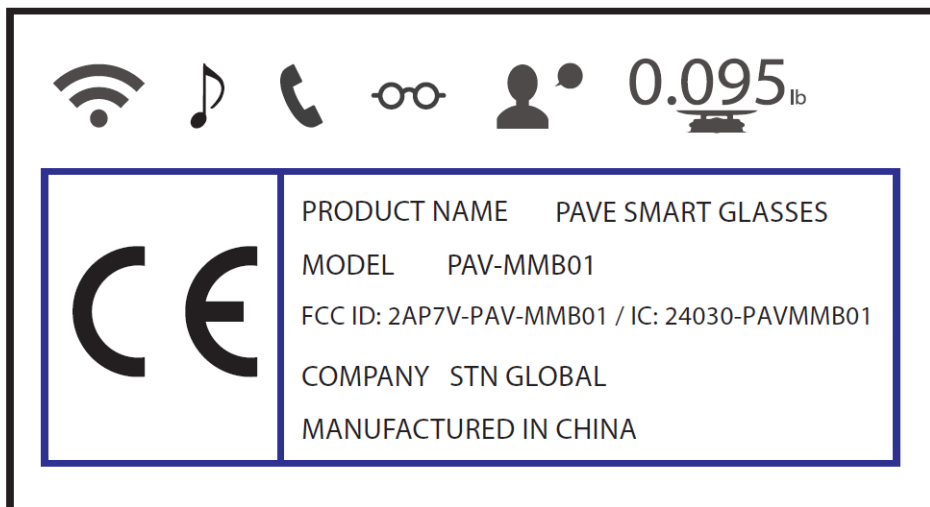 0.095lb
CE
PRODUCT NAME PAVE SMART GLASSES
MODEL PAV-MMB01
FCC ID: 2AP7V-PAV-MMB01 / IC: 24030-PAVMMB01
COMPANY STN GLOBAL
MANUFACTURED IN CHINA